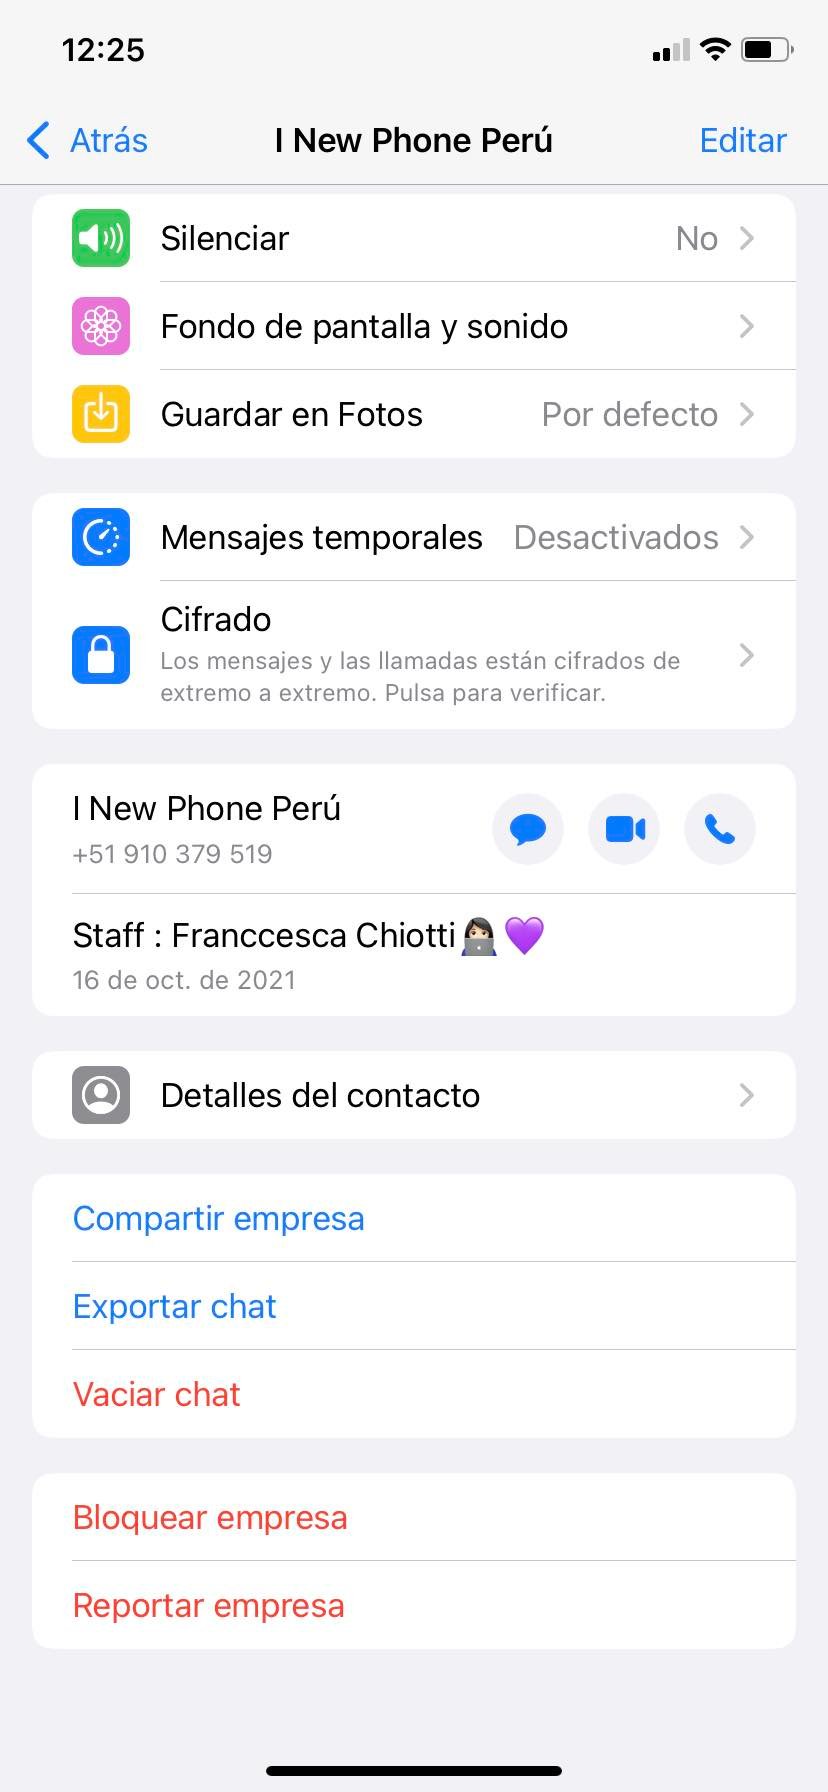 12:25
Atrás
I New Phone Perú
Editar
Silenciar No
Fondo de pantalla y sonido
Guardar en Fotos Por defecto
Mensajes temporales Desactivados
Cifrado
Los mensajes y las llamadas están cifrados de
extremo a extremo. Pulsa para verificar.
I New Phone Perú
+51 910 379 519
Staff : Franccesca Chiotti👩🏻‍💻💜
16 de oct. de 2021
Detalles del contacto
Compartir empresa
Exportar chat
Vaciar chat
Bloquear empresa
Reportar empresa